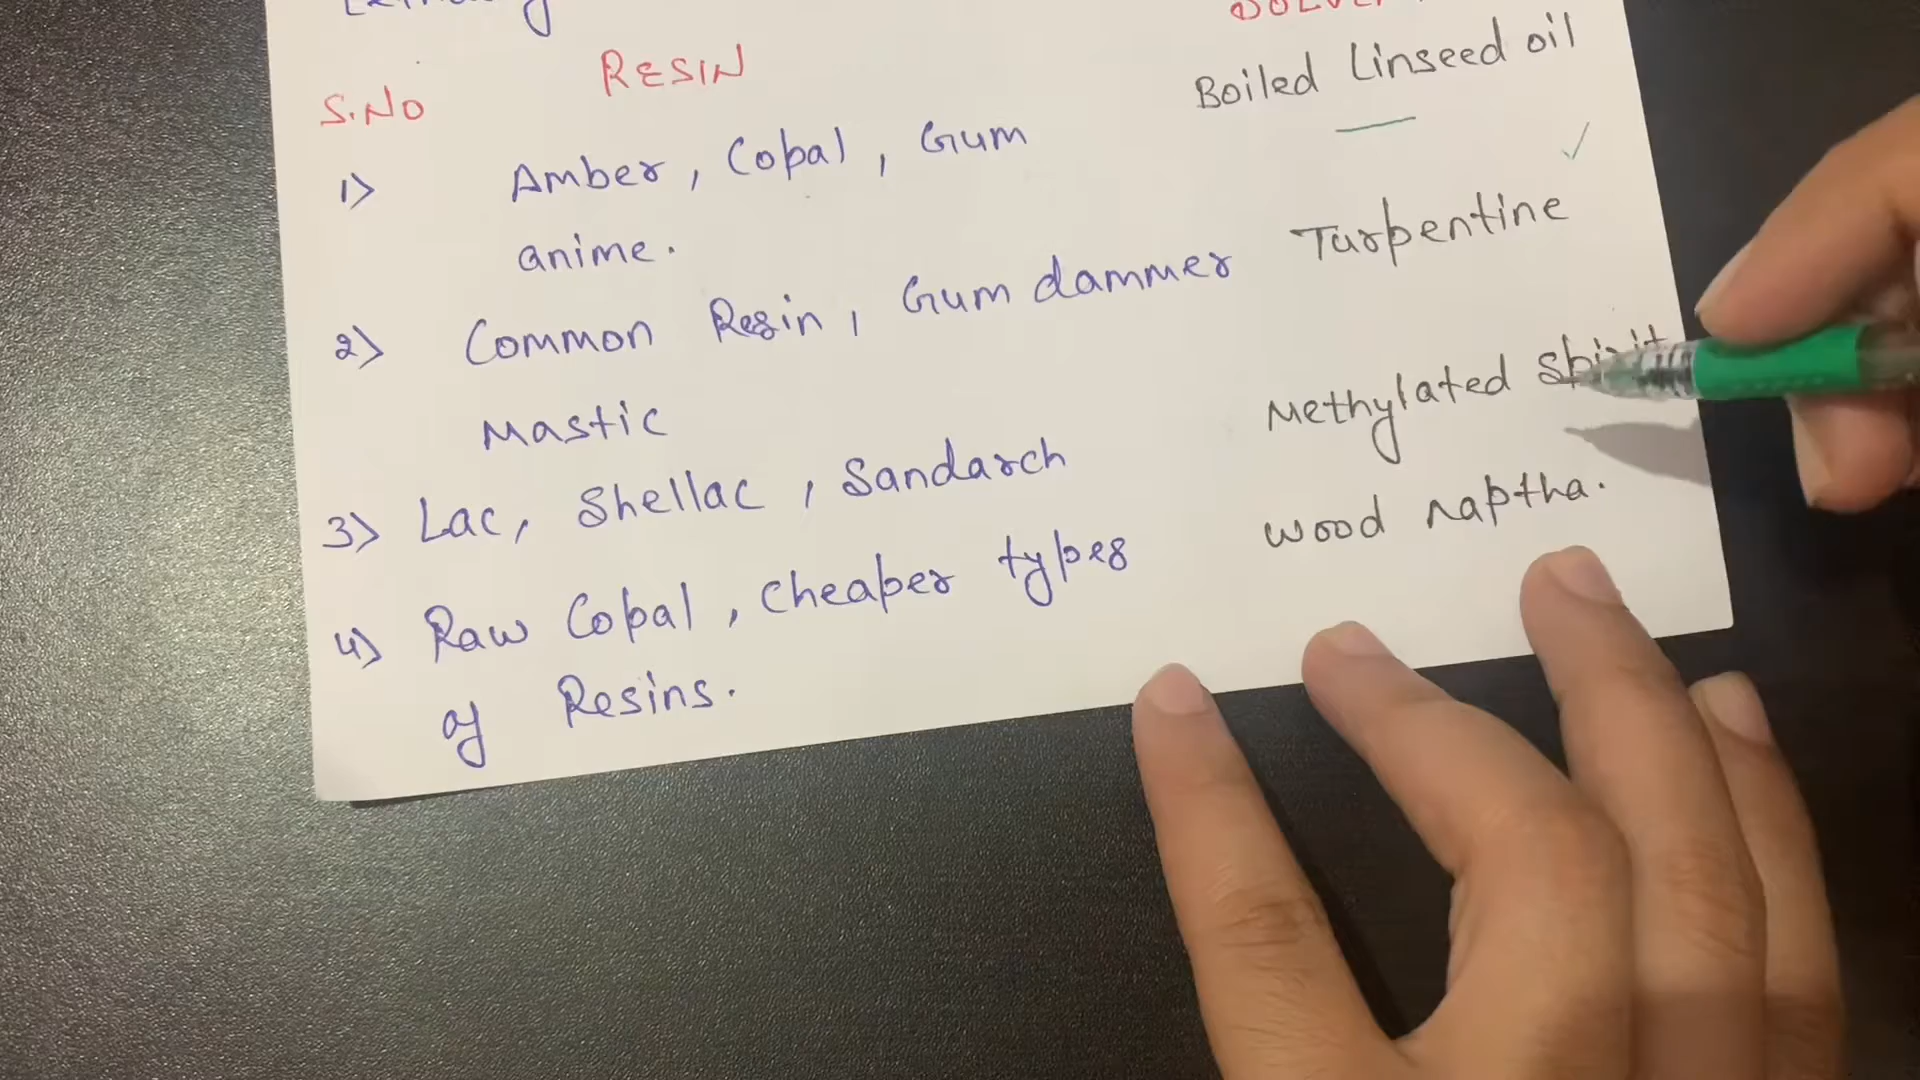 S.No RESIN
1) Amber, Copal, Gum Boiled Linseed oil
anime.
2) Common Resin, Gum dammer Turpentine
Mastic
3) Lac, Shellac, Sandarch Methylated Spirit
4) Raw Copal, Cheaper types wood naptha.
of Resins.